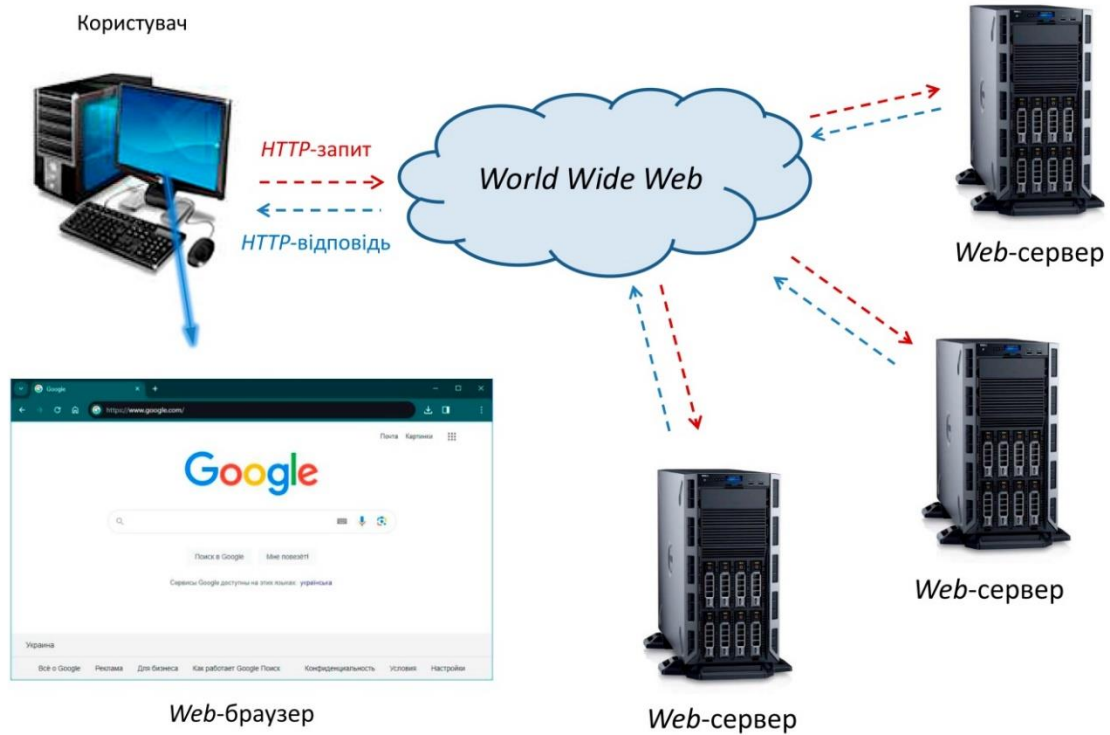 Користувач
HTTP-запит
HTTP-відповідь
World Wide Web
Web-сервер
Web-сервер
Web-сервер
Google
https://www.google.com/
Почта Картинки
Google
Поиск в Google Мне повезёт!
Сервисы Google доступны на этих языках: українська
Украина
Всё о Google Реклама Для бизнеса Как работает Google Поиск Конфиденциальность Условия Настройки
Web-браузер